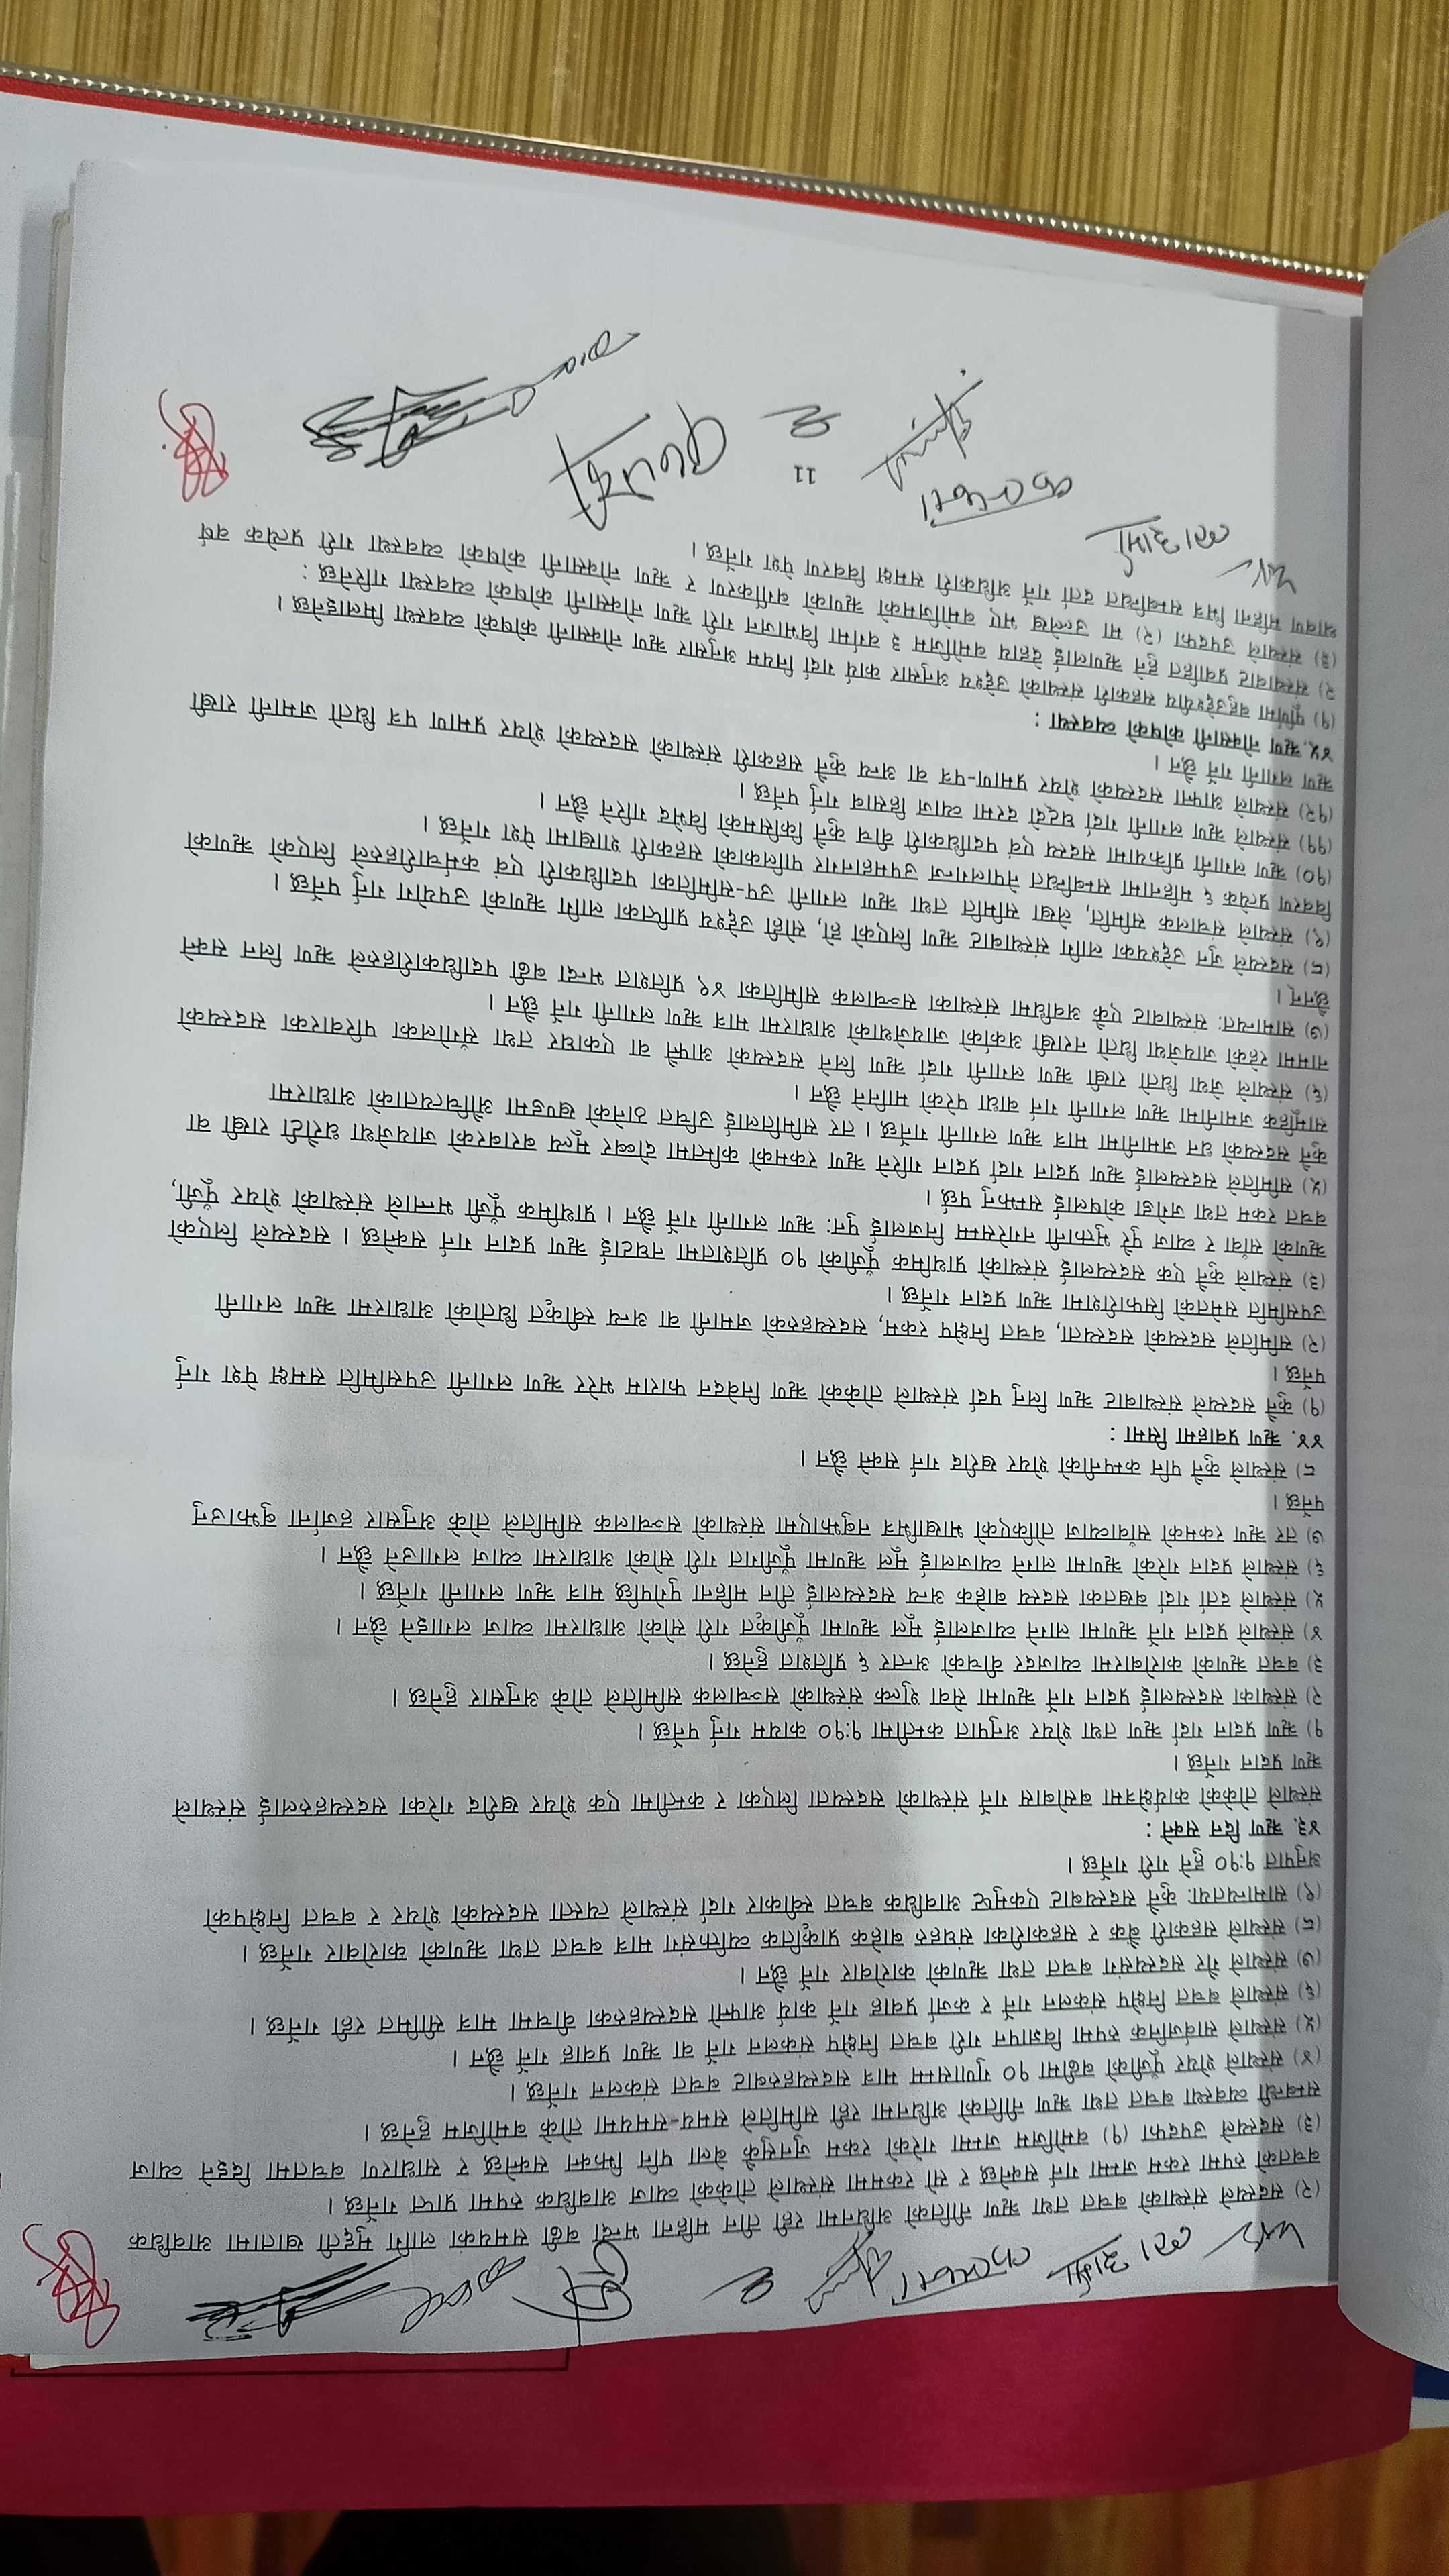 लता शर्मा कल्पना
(२) सदस्यले संस्थाको बचत तथा ऋण नीतिको अधिनमा रही तीन महिना भन्दा बढी समयका लागि मुद्दती खातामा आवधिक
बचतको रुपमा रकम जम्मा गर्न सक्नेछ र सो रकममा संस्थाले तोकेको व्याज आवधिक रुपमा प्राप्त गर्नेछ ।
(३) सदस्यले उपदफा (१) वमोजिम जम्मा गरेको रकम जुनसुकै बेला पनि झिक्न सक्नेछ र साधारण बचतमा दिइने व्याज
सम्बन्धी व्यवस्था बचत तथा ऋण नीतिको अधिनमा रही समितिले समय-समयमा तोके बमोजिम हुनेछ ।
(४) संस्थाले शेयर पूँजीको बढीमा १० गुणासम्म मात्र सदस्यहरुबाट बचत संकलन गर्नेछ ।
(५) संस्थाले सार्वजनिक रुपमा विज्ञापन गरी बचत निक्षेप संकलन गर्ने वा ऋण प्रवाह गर्ने छैन ।
(६) संस्थाले बचत निक्षेप संकलन गर्ने र कर्जा प्रवाह गर्ने कार्य आफ्नो सदस्यहरुका वीचमा मात्र सीमित रही गर्नेछ ।
(७) संस्थाले गैर सदस्यसंग बचत तथा ऋणको कारोवार गर्ने छैन ।
(८) संस्थाले सहकारी बैंक र सहकारीका संघहरु बाहेक प्राकृतिक व्यक्तिसंग मात्र बचत तथा ऋणको कारोवार गर्नेछ ।
(९) सामान्यतयाः कुनै सदस्यबाट एकमुष्ट आवधिक बचत स्वीकार गर्दा संस्थाले त्यस्ता सदस्यको शेयर र बचत निक्षेपको
अनुपात १:१० हुने गरी गर्नेछ ।
४३. ऋण दिन सक्ने :
संस्थाले तोकेको कार्यक्षेत्रमा बसोबास गर्ने संस्थाको सदस्यता लिएका र कम्तीमा एक शेयर खरीद गरेका सदस्यहरुलाई संस्थाले
ऋण प्रदान गर्नेछ ।
१) ऋण प्रदान गर्दा ऋण तथा शेयर अनुपात कम्तीमा १:१० कायम गर्नु पर्नेछ ।
२) संस्थाका सदस्यलाई प्रदान गर्ने ऋणमा सेवा शुल्क संस्थाको सञ्चालक समितिले तोके अनुसार हुनेछ ।
३) बचत ऋणको कारोबारमा व्याजदर वीचको अन्तर ६ प्रतिशत हुनेछ ।
४) संस्थाले प्रदान गर्ने ऋणमा लाग्ने व्याजलाई मूल ऋणमा पूँजीकृत गरी सोको आधारमा व्याज लगाइने छैन ।
५) संस्थाले दर्ता गर्दा बखतका सदस्य बाहेक अन्य सदस्यलाई तीन महिना पुगेपछि मात्र ऋण लगानी गर्नेछ ।
६) संस्थाले प्रदान गरेको ऋणमा लाग्ने व्याजलाई मूल ऋणमा पूँजीगत गरी सोको आधारमा व्याज लगाउने छैन ।
७) तर ऋण रकमको साँवाव्याज तोकिएको भाखाभित्र नबुझाएमा संस्थाको सञ्चालक समितिले तोके अनुसार हर्जाना बुझाउनु
पर्नेछ ।
८) संस्थाले कुनै पनि कम्पनीको शेयर खरीद गर्न सक्ने छैन ।
४४. ऋण प्रवाहमा सिमा :
(१) कुनै सदस्यले संस्थाबाट ऋण लिनु पर्दा संस्थाले तोकेको ऋण निवेदन फाराम भरेर ऋण लगानी उपसमिति समक्ष पेश गर्नु
पर्नेछ ।
(२) समितिले सदस्यको सदस्यता, बचत निक्षेप रकम, सदस्यहरुको जमानी वा अन्य स्वीकृत धितोको आधारमा ऋण लगानी
उपसमिति समेतको सिफारीशमा ऋण प्रदान गर्नेछ ।
(३) संस्थाले कुनै एक सदस्यलाई संस्थाको प्राथमिक पूँजीको १० प्रतिशतमा नघटाई ऋण प्रदान गर्न सक्नेछ । सदस्यले लिएको
ऋणको साँवा र व्याज पुरै भुक्तानी नगरेसम्म निजलाई पुनः ऋण लगानी गर्ने छैन । प्राथमिक पूँजी भन्नाले संस्थाको शेयर पूँजी,
बचत रकम तथा जगेडा कोषलाई सम्झनु पर्छ ।
(५) समितिले सदस्यलाई ऋण प्रदान गर्दा प्रदान गरिने ऋण रकमको कम्तिमा दोब्बर मूल्य बराबरको जायजेथा धरौटी राखी वा
कुनै सदस्यको धन जमानीमा मात्र ऋण लगानी गर्नेछ । तर समितिलाई उचित ठानेको खण्डमा औचित्यताको आधारमा
सामूहिक जमानीमा ऋण लगानी गर्न बाधा परेको मानिने छैन ।
(६) संस्थाले जेथा धितो राखी ऋण लगानी गर्दा ऋण लिने सदस्यको आफ्नै वा एकाघर तथा सँगोलका परिवारका सदस्यको
नाममा रहेको जायजेथा धितो नराखी अर्काको जायजेथाको आधारमा मात्र ऋण लगानी गर्ने छैन ।
(७) सामान्यतः संस्थाबाट एकै अवधिमा संस्थाका सञ्चालक समितिका ४९ प्रतिशत भन्दा बढी पदाधिकारीहरुले ऋण लिन सक्ने
छैनन् ।
(८) सदस्यले जुन उद्देश्यका लागि संस्थाबाट ऋण लिएको हो, सोही उद्देश्य प्राप्तिका लागि ऋणको उपयोग गर्नु पर्नेछ ।
(९) संस्थाले संचालक समिति, लेखा समिति तथा ऋण लगानी उप-समितिका पदाधिकारी एवं कर्मचारीहरुले लिएको ऋणको
विवरण प्रत्येक ६ महिनामा सम्बन्धित नेपालगन्ज उपमहानगर पालिकाको सहकारी शाखामा पेश गर्नेछ ।
(१०) ऋण लगानी प्रक्रियामा सदस्य एवं पदाधिकारी वीच कुनै किसिमको विभेद गरिने छैन ।
(११) संस्थाले ऋण लगानी गर्दा घट्दो दरमा व्याज हिसाब गर्नु पर्नेछ ।
(१२) संस्थाले आफ्ना सदस्यको शेयर प्रमाण-पत्र वा अन्य कुनै सहकारी संस्थाको सदस्यको शेयर प्रमाण पत्र धितो जमानी राखी
ऋण लगानी गर्ने छैन ।
४५.ऋण नोक्सानी कोषको व्यवस्था :
(१) पूर्णिमा बहुउद्देश्यीय सहकारी संस्थाको उद्देश्य अनुसार कार्य गर्दा नियम अनुसार ऋण नोक्सानी कोषको व्यवस्था मिलाइनेछ ।
२) संस्थाबाट प्रवाहित हुने ऋणलाई देहाय बमोजिम ३ वर्गमा विभाजन गरी ऋण नोक्सानी कोषको व्यवस्था गरिनेछ :
(३) संस्थाले उपदफा (२) मा उल्लेख भए बमोजिमको ऋणको बर्गीकरण र ऋण नोक्सानी कोषको व्यवस्था गरी प्रत्येक वर्ष
श्रावण महिना भित्र सम्बन्धित दर्ता गर्ने अधिकारी समक्ष विवरण पेश गर्नेछ ।
लता शर्मा
कल्पना
11